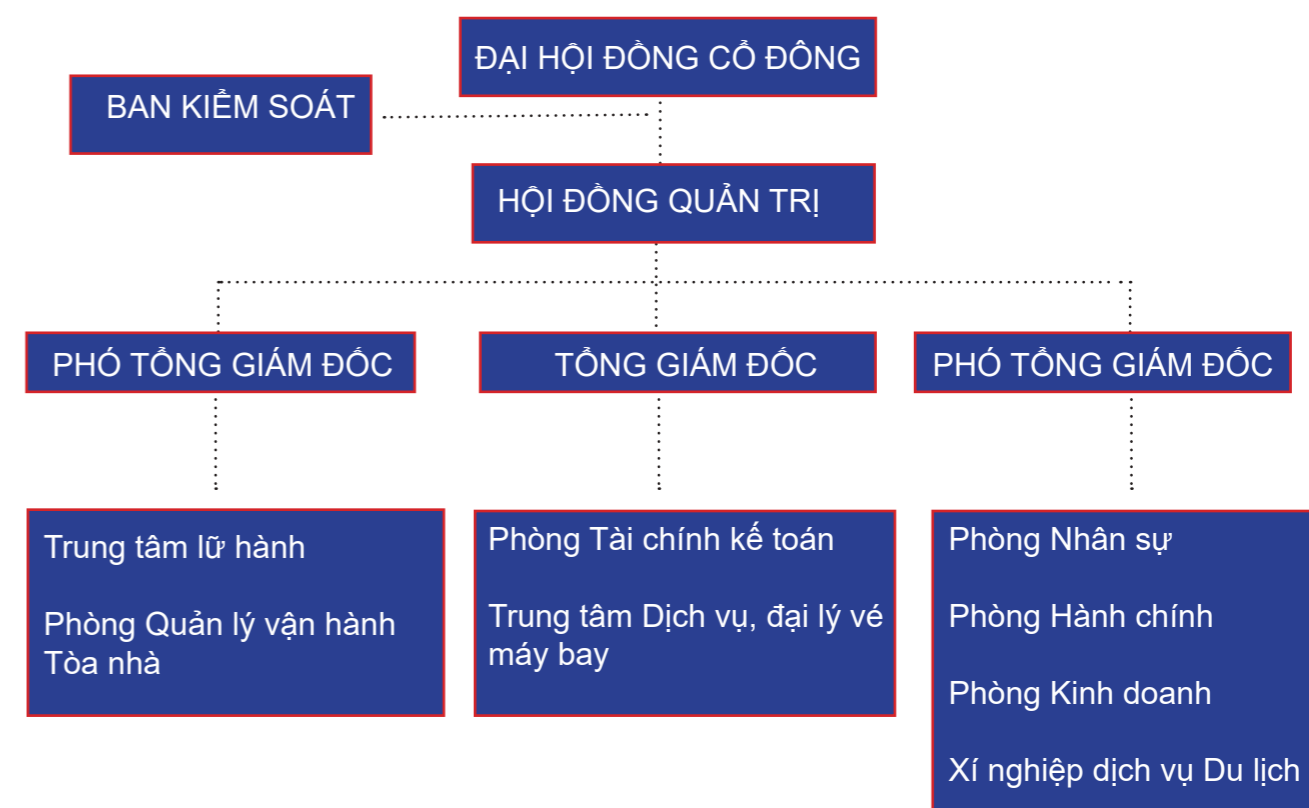 ĐẠI HỘI ĐỒNG CỔ ĐÔNG
BAN KIỂM SOÁT
HỘI ĐỒNG QUẢN TRỊ
PHÓ TỔNG GIÁM ĐỐC
TỔNG GIÁM ĐỐC
PHÓ TỔNG GIÁM ĐỐC
Trung tâm lữ hành
Phòng Quản lý vận hành
Tòa nhà
Phòng Tài chính kế toán
Trung tâm Dịch vụ, đại lý vé
máy bay
Phòng Nhân sự
Phòng Hành chính
Phòng Kinh doanh
Xí nghiệp dịch vụ Du lịch